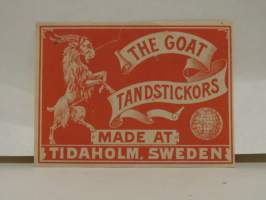 THE GOAT
TANDSTICKORS
MADE AT
TIDAHOLM, SWEDEN